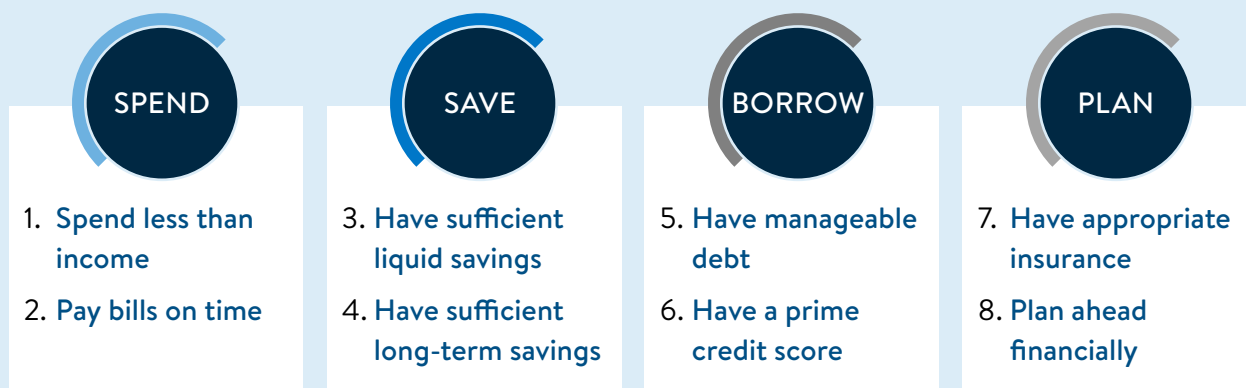 SPEND
1. Spend less than
income
2. Pay bills on time
SAVE
3. Have sufficient
liquid savings
4. Have sufficient
long-term savings
BORROW
5. Have manageable
debt
6. Have a prime
credit score
PLAN
7. Have appropriate
insurance
8. Plan ahead
financially